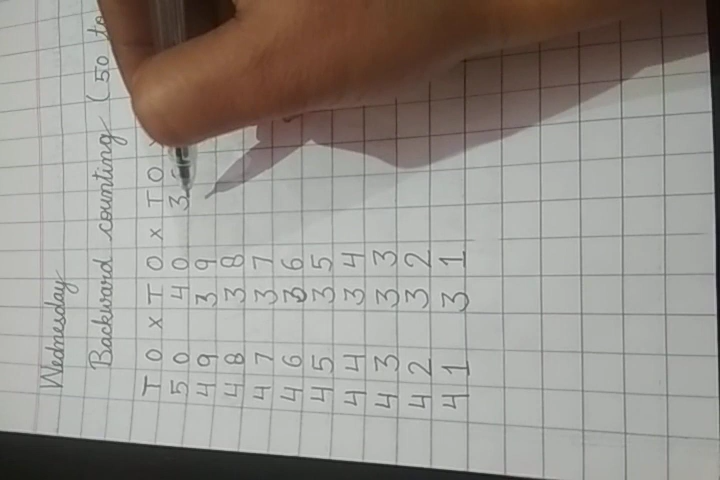 Wednesday
Backward counting (50 to
T O x T O x T O
5 0 4 0 3
4 9 3 9
4 8 3 8
4 7 3 7
4 6 3 6
4 5 3 5
4 4 3 4
4 3 3 3
4 2 3 2
4 1 3 1